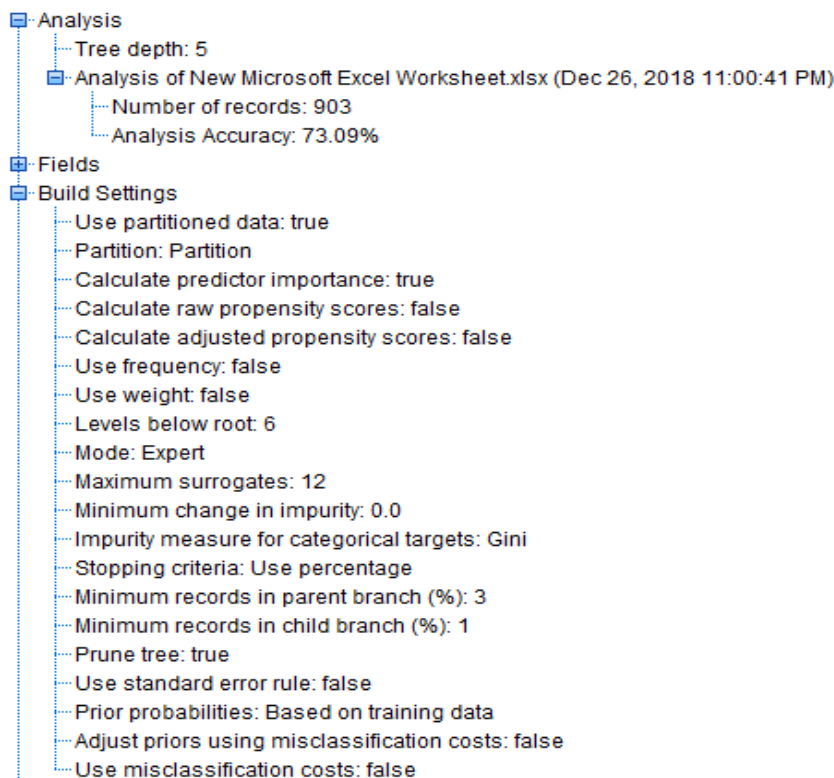 Analysis
Tree depth: 5
Analysis of New Microsoft Excel Worksheet.xlsx (Dec 26, 2018 11:00:41 PM)
Number of records: 903
Analysis Accuracy: 73.09%
Fields
Build Settings
Use partitioned data: true
Partition: Partition
Calculate predictor importance: true
Calculate raw propensity scores: false
Calculate adjusted propensity scores: false
Use frequency: false
Use weight: false
Levels below root: 6
Mode: Expert
Maximum surrogates: 12
Minimum change in impurity: 0.0
Impurity measure for categorical targets: Gini
Stopping criteria: Use percentage
Minimum records in parent branch (%): 3
Minimum records in child branch (%): 1
Prune tree: true
Use standard error rule: false
Prior probabilities: Based on training data
Adjust priors using misclassification costs: false
Use misclassification costs: false